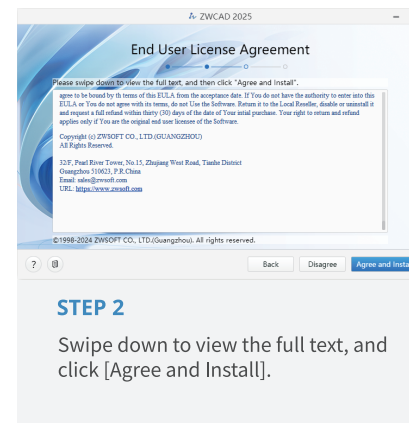 ZWCAD 2025
End User License Agreement
Please swipe down to view the full text, and then click "Agree and Install".
agree to be bound by th terms of this EULA from the acceptance date. If You do not have the authority to enter into this
EULA or You do not agree with its terms, do not Use the Software. Return it to the Local Reseller, disable or uninstall it
and request a full refund within thirty (30) days of the date of Your intial purchase. Your right to return and refund
applies only if You are the original end user licensee of the Software.
Copyright (c) ZWSOFT CO., LTD.(GUANGZHOU)
All Rights Reserved.
32/F, Pearl River Tower, No.15, Zhujiang West Road, Tianhe District
Guangzhou 510623, P.R.China
Email: sales@zwsoft.com
URL: https://www.zwsoft.com
©1998-2024 ZWSOFT CO., LTD.(Guangzhou). All rights reserved.
? Back Disagree Agree and Insta
STEP 2
Swipe down to view the full text, and
click [Agree and Install].